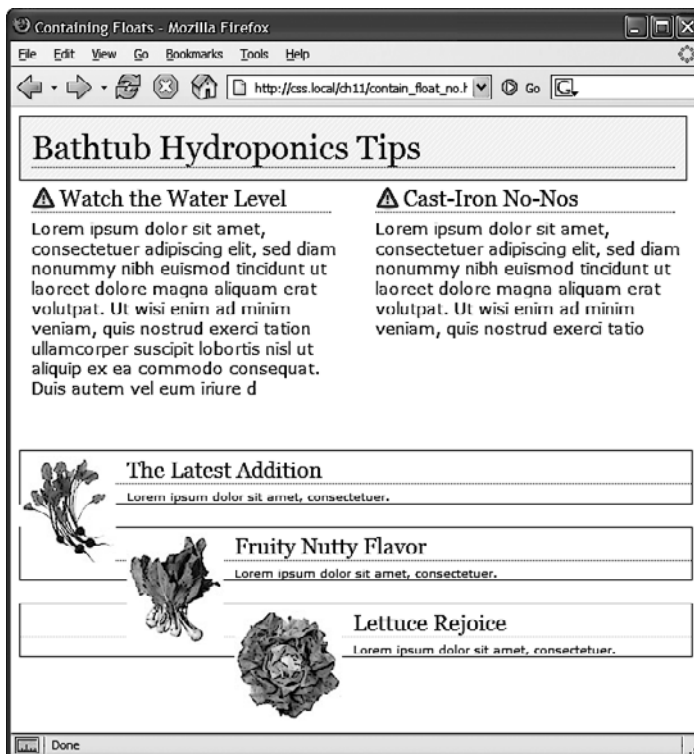 Containing Floats - Mozilla Firefox
File Edit View Go Bookmarks Tools Help
http://css.local/ch11/contain_float_no.h Go G
Bathtub Hydroponics Tips
Watch the Water Level
Lorem ipsum dolor sit amet,
consectetuer adipiscing elit, sed diam
nonummy nibh euismod tincidunt ut
laoreet dolore magna aliquam erat
volutpat. Ut wisi enim ad minim
veniam, quis nostrud exerci tation
ullamcorper suscipit lobortis nisl ut
aliquip ex ea commodo consequat.
Duis autem vel eum iriure d
Cast-Iron No-Nos
Lorem ipsum dolor sit amet,
consectetuer adipiscing elit, sed diam
nonummy nibh euismod tincidunt ut
laoreet dolore magna aliquam erat
volutpat. Ut wisi enim ad minim
veniam, quis nostrud exerci tatio
The Latest Addition
Lorem ipsum dolor sit amet, consectetuer.
Fruity Nutty Flavor
Lorem ipsum dolor sit amet, consectetuer.
Lettuce Rejoice
Lorem ipsum dolor sit amet, consectetuer.
Done